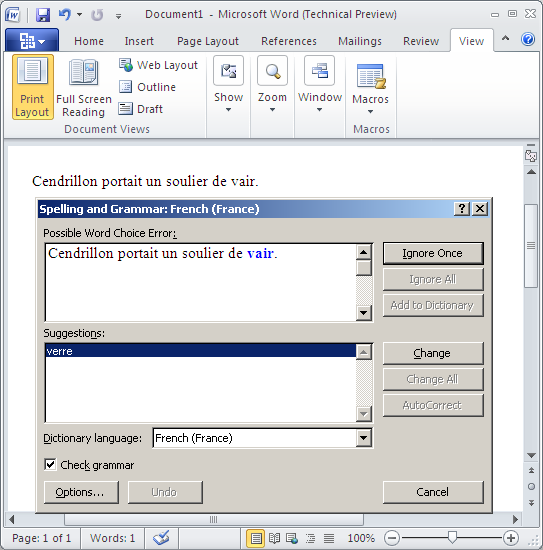 Document1 - Microsoft Word (Technical Preview)
Home Insert Page Layout References Mailings Review View
Print Layout
Full Screen Reading
Web Layout
Outline
Draft
Show
Zoom
Window
Macros
Document Views
Macros
Cendrillon portait un soulier de vair.
Spelling and Grammar: French (France)
Possible Word Choice Error:
Cendrillon portait un soulier de vair.
Ignore Once
Ignore All
Add to Dictionary
Suggestions:
verre
Change
Change All
AutoCorrect
Dictionary language: French (France)
Check grammar
Options... Undo Cancel
Page: 1 of 1 Words: 1 100%